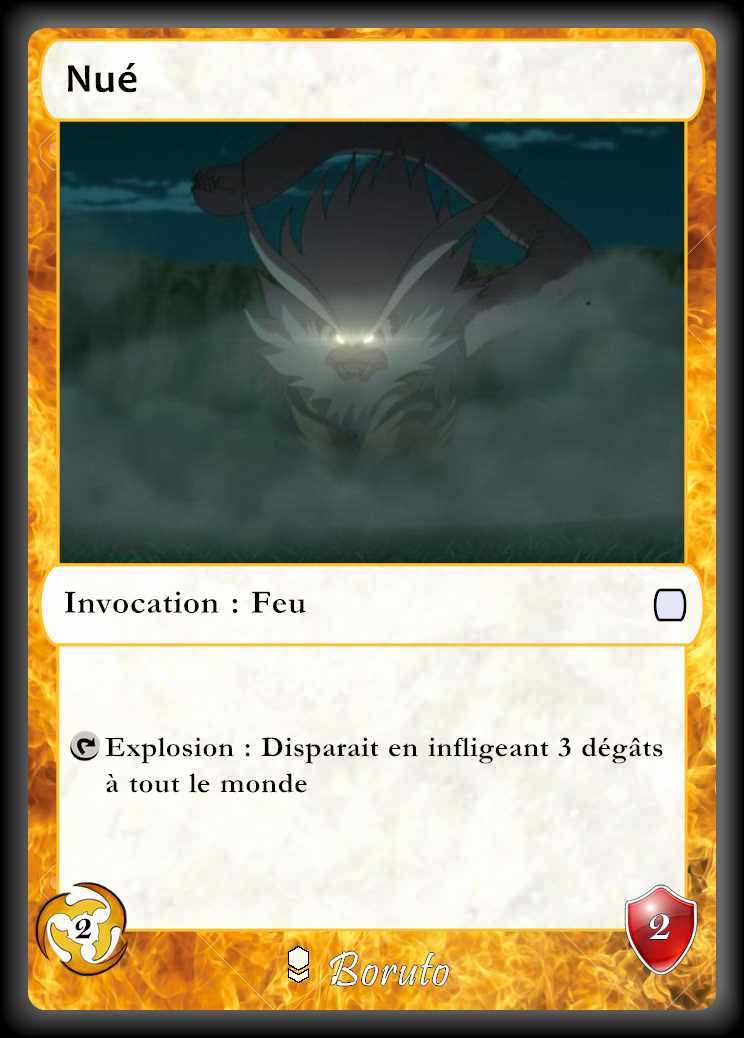 Nué
Invocation : Feu
Explosion : Disparait en infligeant 3 dégâts
à tout le monde
2
2
Boruto